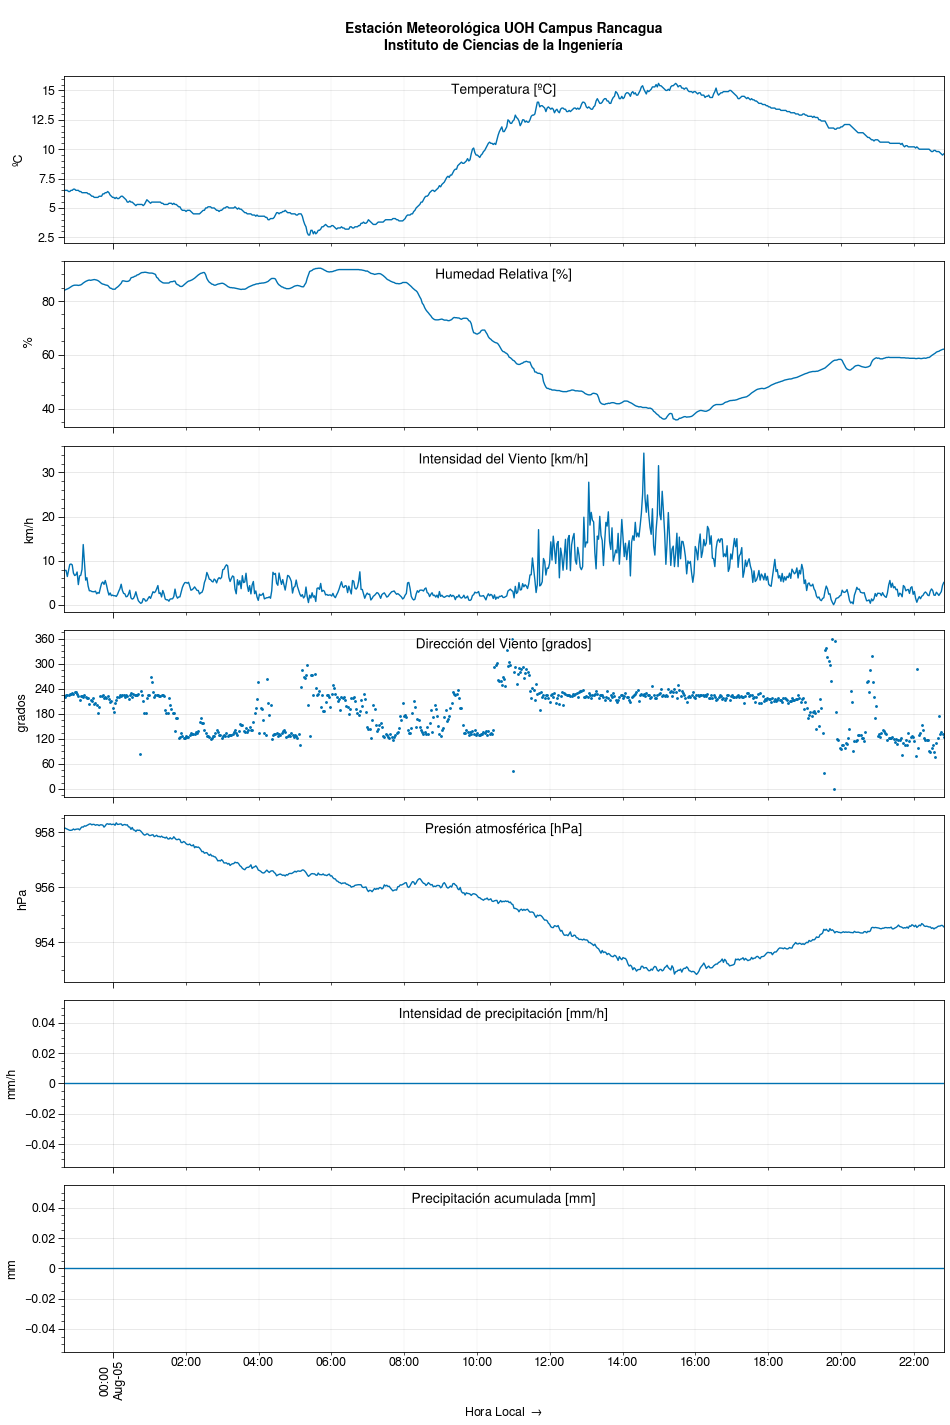 Estación Meteorológica UOH Campus Rancagua
Instituto de Ciencias de la Ingeniería
Temperatura [ºC]
15
12.5
10
7.5
5
2.5
ºC
Humedad Relativa [%]
80
60
40
%
Intensidad del Viento [km/h]
30
20
10
0
km/h
Dirección del Viento [grados]
360
300
240
180
120
60
0
grados
Presión atmosférica [hPa]
958
956
954
hPa
Intensidad de precipitación [mm/h]
0.04
0.02
0
−0.02
−0.04
mm/h
Precipitación acumulada [mm]
0.04
0.02
0
−0.02
−0.04
mm
00:00
Aug-05
02:00
04:00
06:00
08:00
10:00
12:00
14:00
16:00
18:00
20:00
22:00
Hora Local →